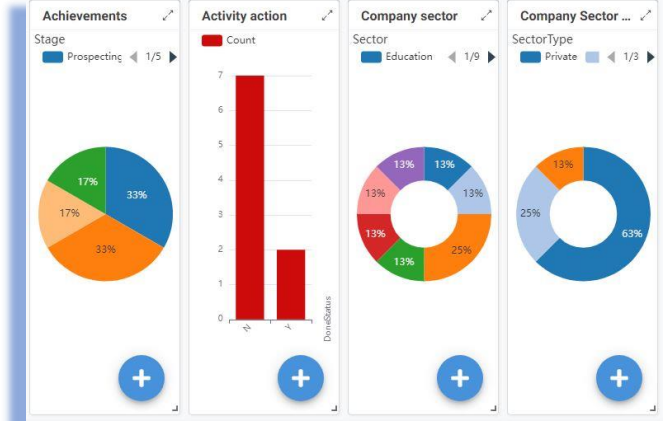 Achievements
Stage
Prospecting
1/5
33%
33%
17%
17%
Activity action
Count
7
6
5
4
3
2
1
0
N
Y
DoneStatus
Company sector
Sector
Education
1/9
13%
13%
25%
13%
13%
13%
13%
Company Sector ...
SectorType
Private
1/3
63%
25%
13%